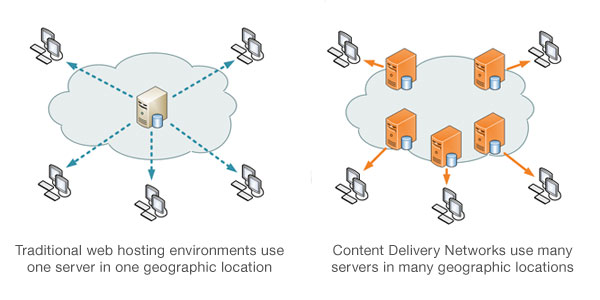 Traditional web hosting environments use
one server in one geographic location
Content Delivery Networks use many
servers in many geographic locations